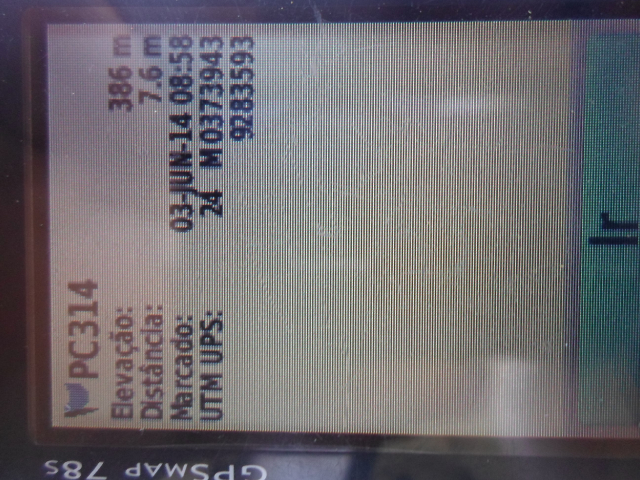 PC314
Elevação: 386 m
Distância: 7.6 m
Marcado: 03-JUN-14 08:58
UTM UPS: 24 M 0373943
9283593
Ir
GPSMAP 78S